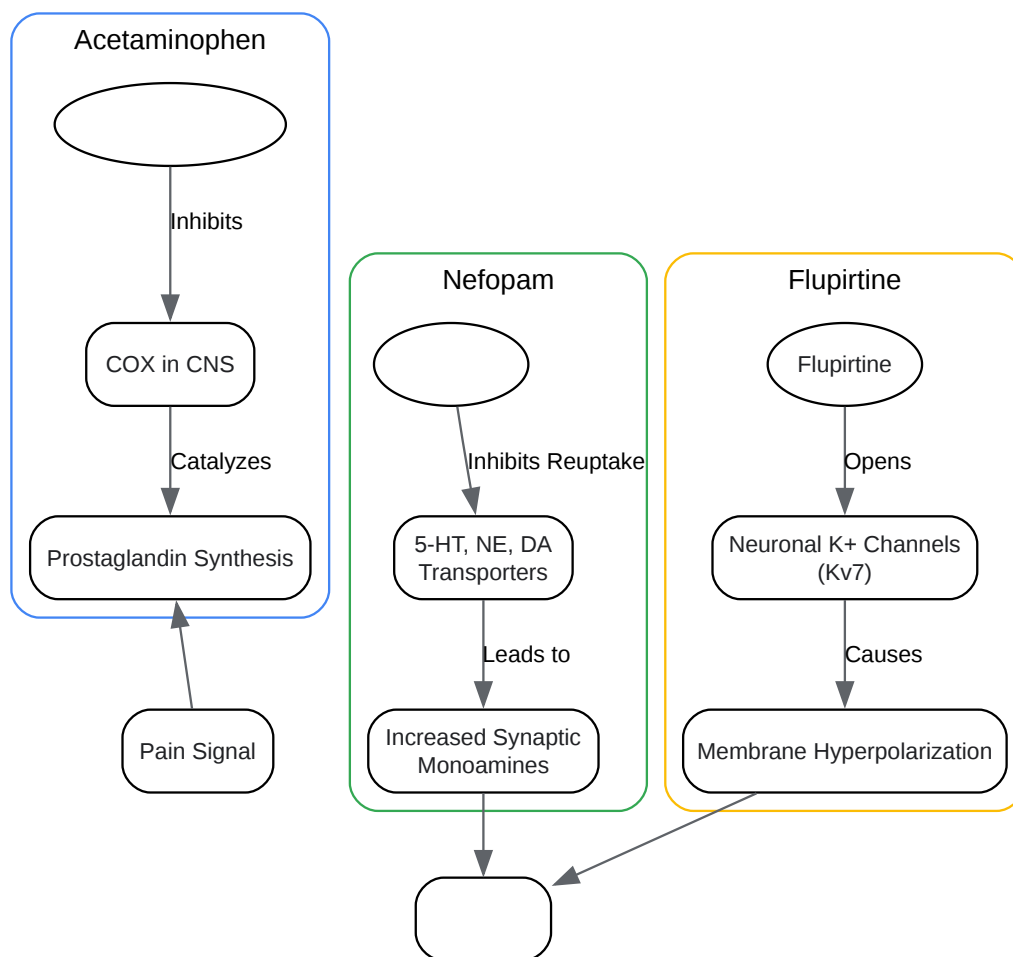 Acetaminophen
Inhibits
COX in CNS
Catalyzes
Prostaglandin Synthesis
Pain Signal
Nefopam
Inhibits Reuptake
5-HT, NE, DA
Transporters
Leads to
Increased Synaptic
Monoamines
Flupirtine
Flupirtine
Opens
Neuronal K+ Channels
(Kv7)
Causes
Membrane Hyperpolarization